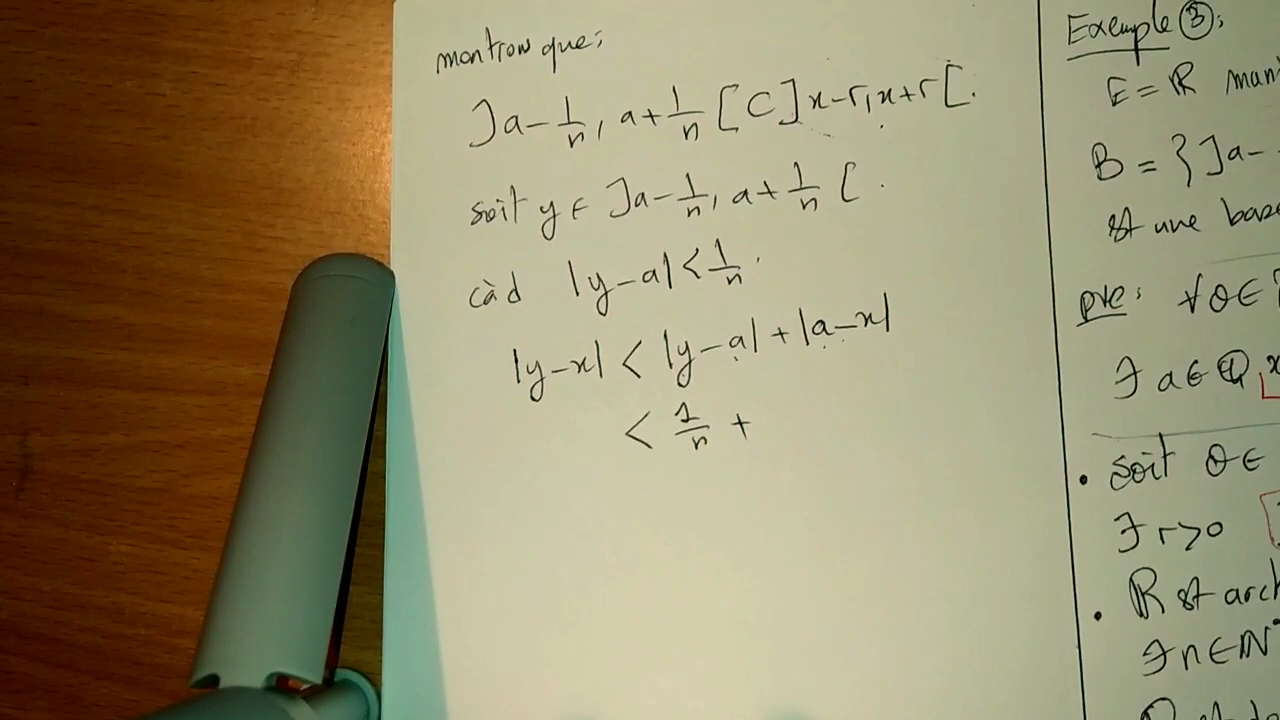 montrons que:
]a-1/n, a+1/n[ ⊂ ]x-r, x+r[.
soit y ∈ ]a-1/n, a+1/n[.
càd |y-a| < 1/n.
|y-x| < |y-a| + |a-x|
< 1/n +
Exemple ③:
E = ℝ
B = {]a-
st une base
pve: ∀θ∈
∃ a∈ℚ, x
• soit θ∈
∃ r>0
• ℝ st arch
∃ n∈ℕ*